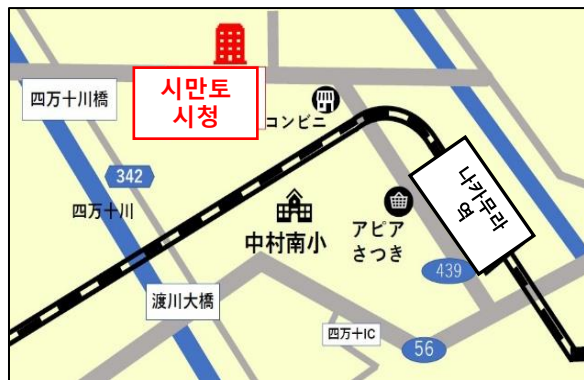 시만토
시청
四万十川橋
コンビニ
342
四万十川
中村南小
アピア
さつき
나카무라
역
439
渡川大橋
四万十IC
56